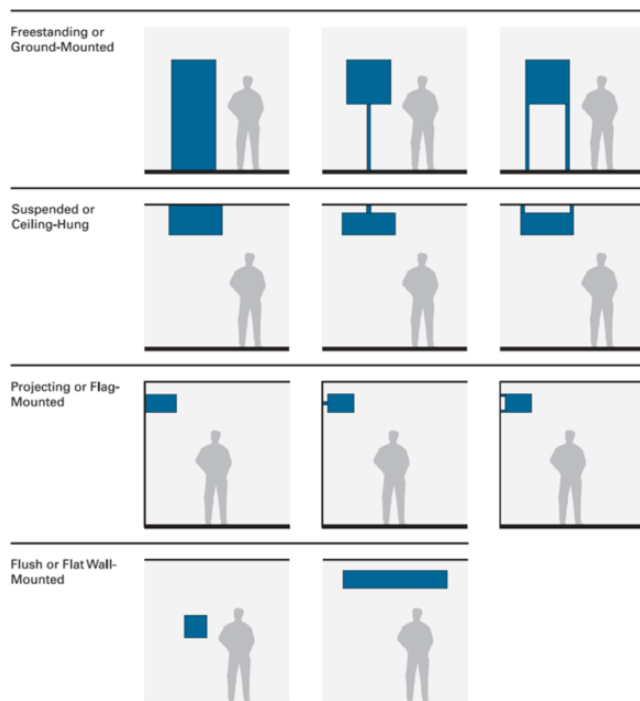 Freestanding or
Ground-Mounted
Suspended or
Ceiling-Hung
Projecting or Flag-
Mounted
Flush or Flat Wall-
Mounted